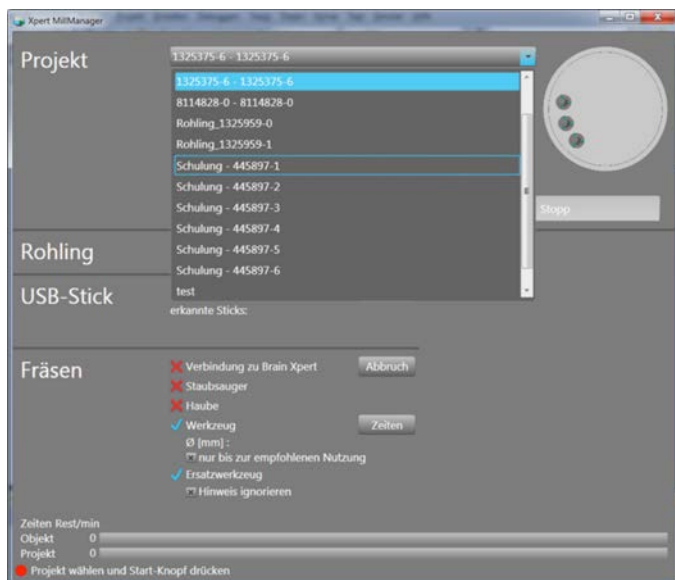 Xpert MillManager
Projekt
1325375-6 - 1325375-6
1325375-6 - 1325375-6
8114828-0 - 8114828-0
Rohling_1325959-0
Rohling_1325959-1
Schulung - 445897-1
Schulung - 445897-2
Schulung - 445897-3
Schulung - 445897-4
Schulung - 445897-5
Schulung - 445897-6
test
Stopp
Rohling
USB-Stick
erkannte Sticks:
Fräsen
Verbindung zu Brain Xpert
Abbruch
Staubsauger
Haube
Werkzeug
Zeiten
Ø [mm] :
nur bis zur empfohlenen Nutzung
Ersatzwerkzeug
Hinweis ignorieren
Zeiten Rest/min
Objekt 0
Projekt 0
Projekt wählen und Start-Knopf drücken